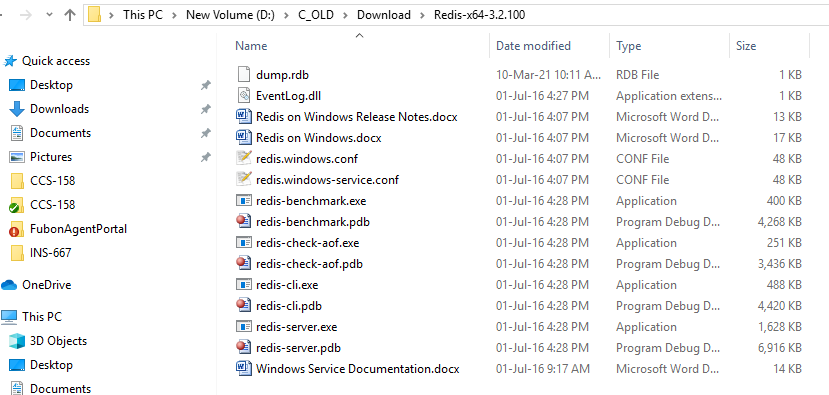 This PC > New Volume (D:) > C_OLD > Download > Redis-x64-3.2.100
Name Date modified Type Size
Quick access
Desktop
Downloads
Documents
Pictures
CCS-158
CCS-158
FubonAgentPortal
INS-667
OneDrive
This PC
3D Objects
Desktop
Documents
dump.rdb 10-Mar-21 10:11 A... RDB File 1 KB
EventLog.dll 01-Jul-16 4:27 PM Application exten... 1 KB
Redis on Windows Release Notes.docx 01-Jul-16 4:07 PM Microsoft Word D... 13 KB
Redis on Windows.docx 01-Jul-16 4:07 PM Microsoft Word D... 17 KB
redis.windows.conf 01-Jul-16 4:07 PM CONF File 48 KB
redis.windows-service.conf 01-Jul-16 4:07 PM CONF File 48 KB
redis-benchmark.exe 01-Jul-16 4:28 PM Application 400 KB
redis-benchmark.pdb 01-Jul-16 4:28 PM Program Debug D... 4,268 KB
redis-check-aof.exe 01-Jul-16 4:28 PM Application 251 KB
redis-check-aof.pdb 01-Jul-16 4:28 PM Program Debug D... 3,436 KB
redis-cli.exe 01-Jul-16 4:28 PM Application 488 KB
redis-cli.pdb 01-Jul-16 4:28 PM Program Debug D... 4,420 KB
redis-server.exe 01-Jul-16 4:28 PM Application 1,628 KB
redis-server.pdb 01-Jul-16 4:28 PM Program Debug D... 6,916 KB
Windows Service Documentation.docx 01-Jul-16 9:17 AM Microsoft Word D... 14 KB